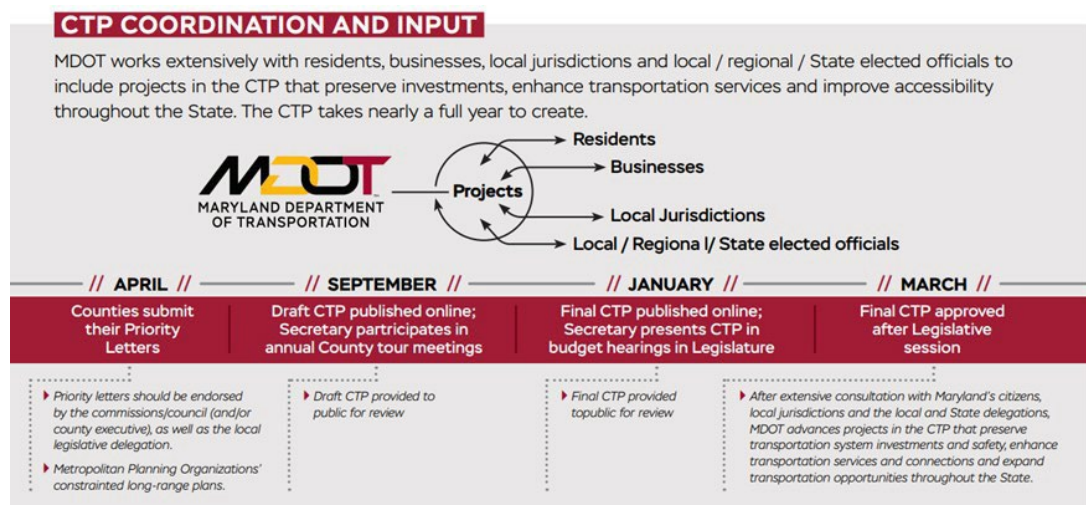 CTP COORDINATION AND INPUT
MDOT works extensively with residents, businesses, local jurisdictions and local / regional / State elected officials to
include projects in the CTP that preserve investments, enhance transportation services and improve accessibility
throughout the State. The CTP takes nearly a full year to create.
MDOT
MARYLAND DEPARTMENT
OF TRANSPORTATION
Projects
Residents
Businesses
Local Jurisdictions
Local / Regiona l/ State elected officials
// APRIL //
Counties submit
their Priority
Letters
Priority letters should be endorsed
by the commissions/council (and/or
county executive), as well as the local
legislative delegation.
Metropolitan Planning Organizations'
constrainted long-range plans.
// SEPTEMBER //
Draft CTP published online;
Secretary partricipates in
annual County tour meetings
Draft CTP provided to
public for review
// JANUARY //
Final CTP published online;
Secretary presents CTP in
budget hearings in Legislature
Final CTP provided
topublic for review
// MARCH //
Final CTP approved
after Legislative
session
After extensive consultation with Maryland's citizens,
local jurisdictions and the local and State delegations,
MDOT advances projects in the CTP that preserve
transportation system investments and safety, enhance
transportation services and connections and expand
transportation opportunities throughout the State.